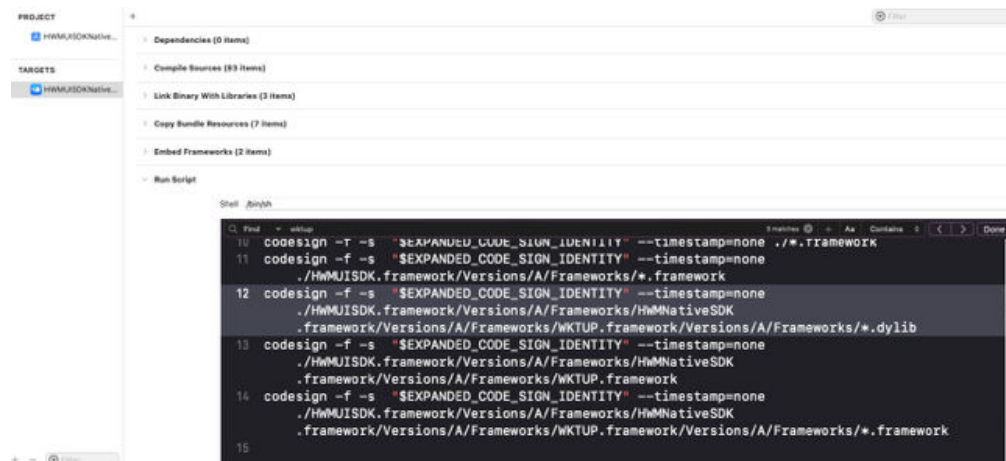 PROJECT
+
Filter
HWMUISDKNative...
Dependencies (0 items)
TARGETS
Compile Sources (83 items)
HWMUISDKNative...
Link Binary With Libraries (3 items)
Copy Bundle Resources (7 items)
Embed Frameworks (2 items)
Run Script
Shell /bin/sh
Find wktup Aa Contains Done
10 codesign -f -s "$EXPANDED_CODE_SIGN_IDENTITY" --timestamp=none ./*.framework
11 codesign -f -s "$EXPANDED_CODE_SIGN_IDENTITY" --timestamp=none
./HWMUISDK.framework/Versions/A/Frameworks/*.framework
12 codesign -f -s "$EXPANDED_CODE_SIGN_IDENTITY" --timestamp=none
./HWMUISDK.framework/Versions/A/Frameworks/HWMNativeSDK
.framework/Versions/A/Frameworks/WKTUP.framework/Versions/A/Frameworks/*.dylib
13 codesign -f -s "$EXPANDED_CODE_SIGN_IDENTITY" --timestamp=none
./HWMUISDK.framework/Versions/A/Frameworks/HWMNativeSDK
.framework/Versions/A/Frameworks/WKTUP.framework
14 codesign -f -s "$EXPANDED_CODE_SIGN_IDENTITY" --timestamp=none
./HWMUISDK.framework/Versions/A/Frameworks/HWMNativeSDK
.framework/Versions/A/Frameworks/WKTUP.framework/Versions/A/Frameworks/*.framework
15
+ − Filter